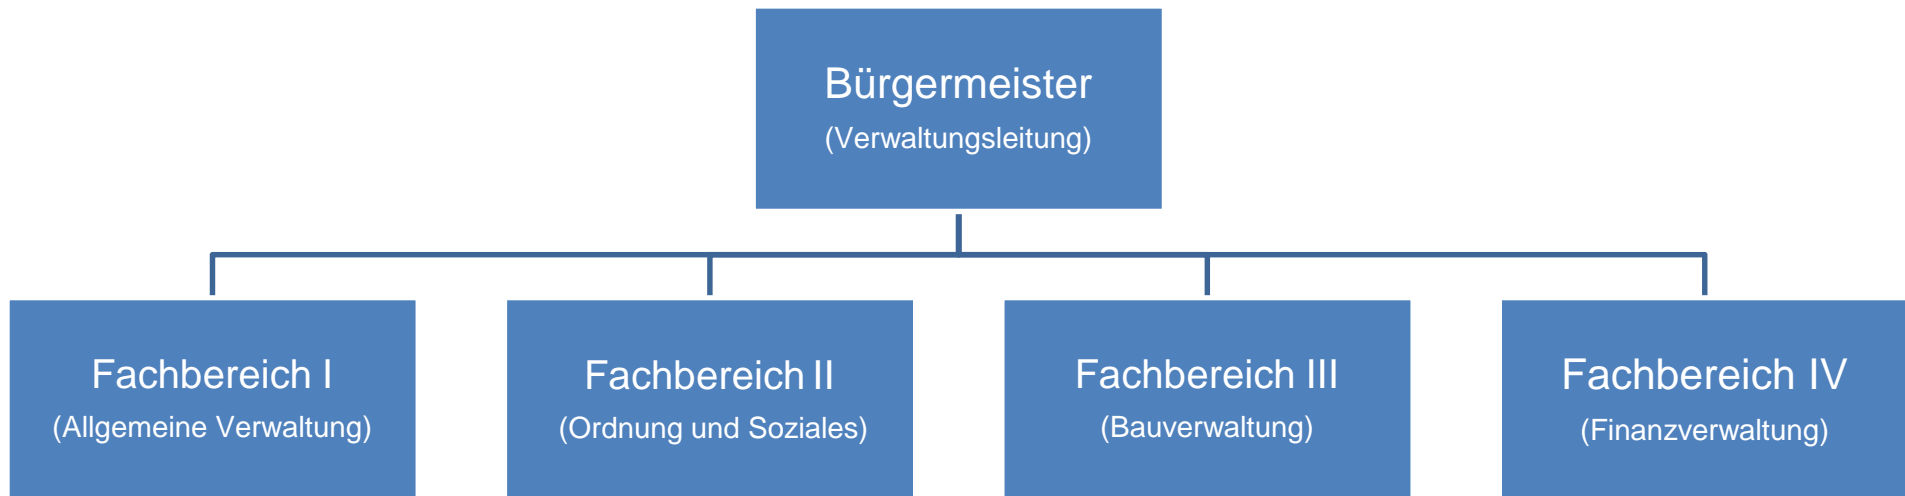 Bürgermeister
(Verwaltungsleitung)
Fachbereich I
(Allgemeine Verwaltung)
Fachbereich II
(Ordnung und Soziales)
Fachbereich III
(Bauverwaltung)
Fachbereich IV
(Finanzverwaltung)